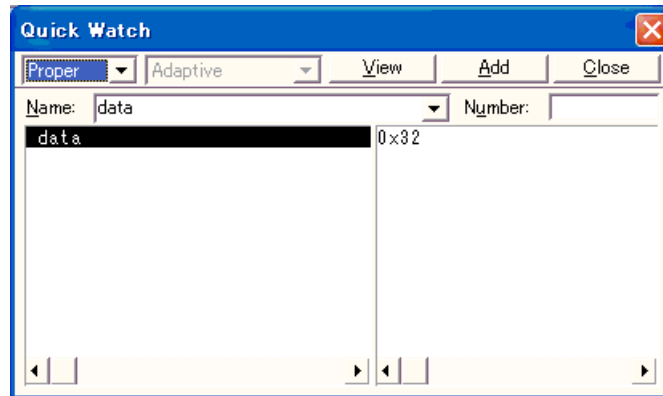 Quick Watch
Proper Adaptive View Add Close
Name: data Number:
data 0x32